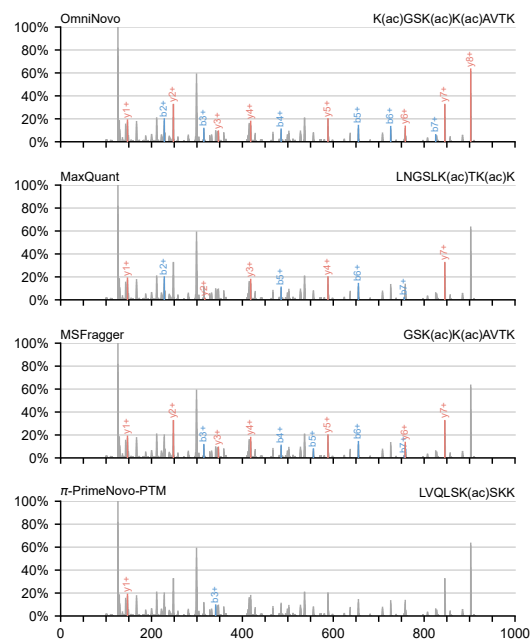 OmniNovo K(ac)GSK(ac)K(ac)AVTK
100%
80%
60%
40%
20%
0%
y1+ b2+ y2+ b3+ y3+ y4+ b4+ y5+ b5+ b6+ y6+ b7+ y7+ y8+
MaxQuant LNGSLK(ac)TK(ac)K
100%
80%
60%
40%
20%
0%
y1+ b2+ y2+ y3+ b5+ y4+ b6+ b7+ y7+
MSFragger GSK(ac)K(ac)AVTK
100%
80%
60%
40%
20%
0%
y1+ y2+ b3+ y3+ y4+ b4+ b5+ y5+ b6+ b7+ y6+ y7+
π-PrimeNovo-PTM LVQLSK(ac)SKK
100%
80%
60%
40%
20%
0%
y1+ b3+
0 200 400 600 800 1000